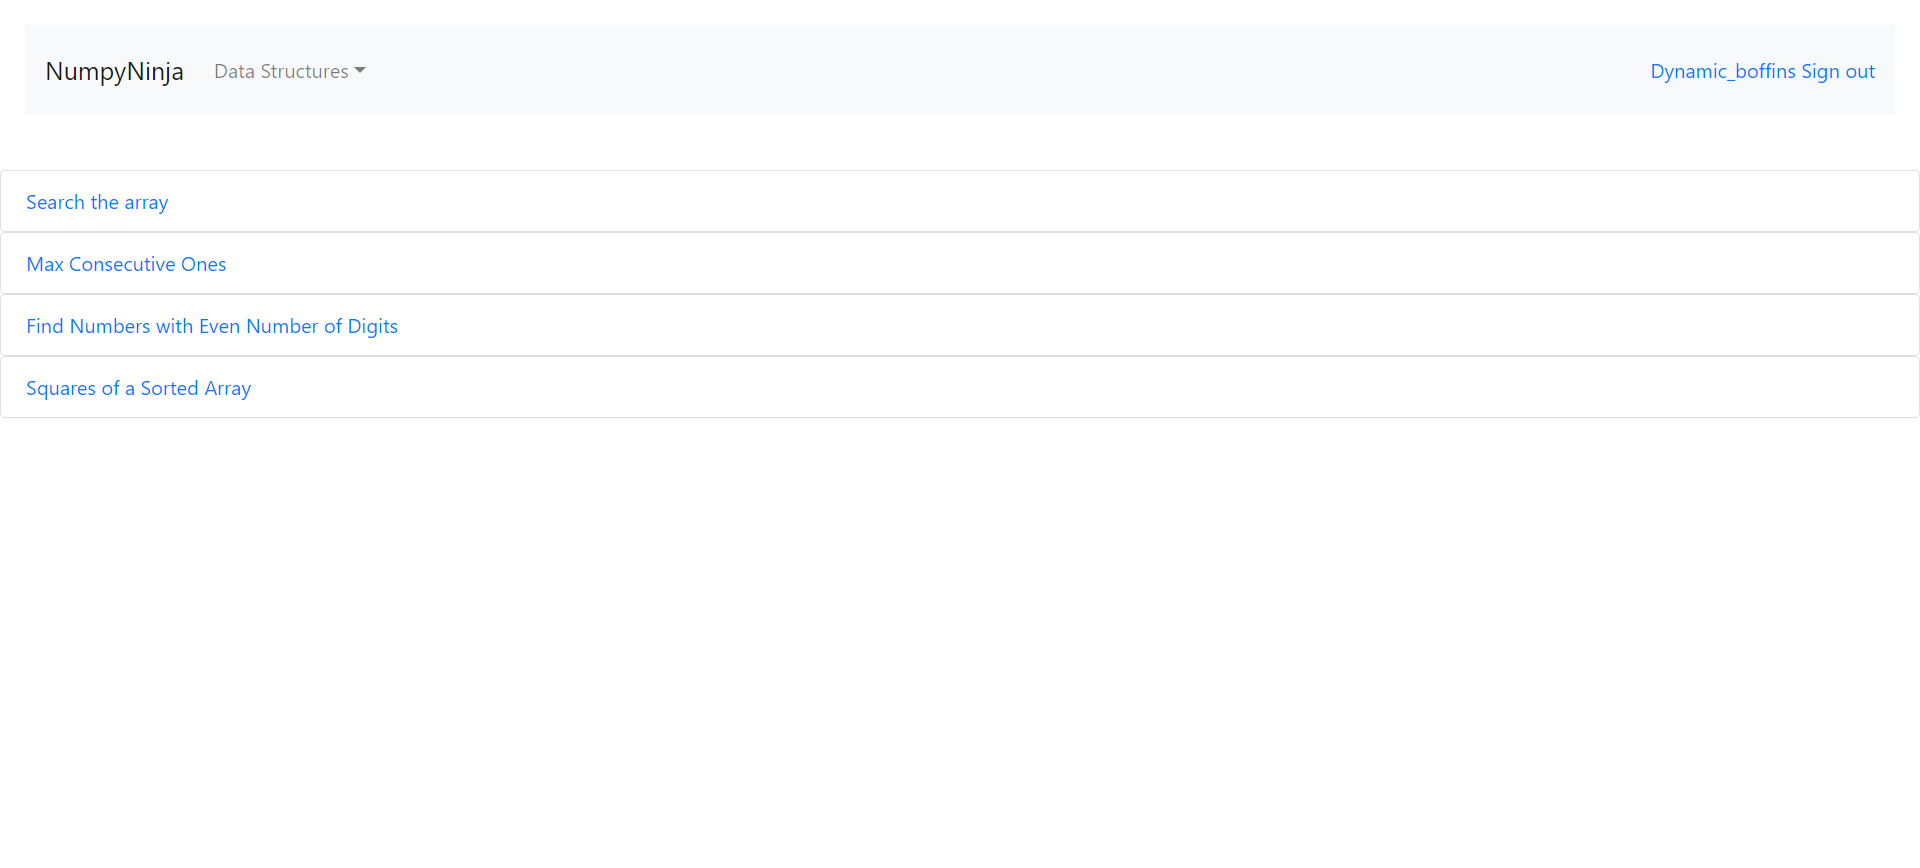 NumpyNinja Data Structures Dynamic_boffins Sign out
Search the array
Max Consecutive Ones
Find Numbers with Even Number of Digits
Squares of a Sorted Array